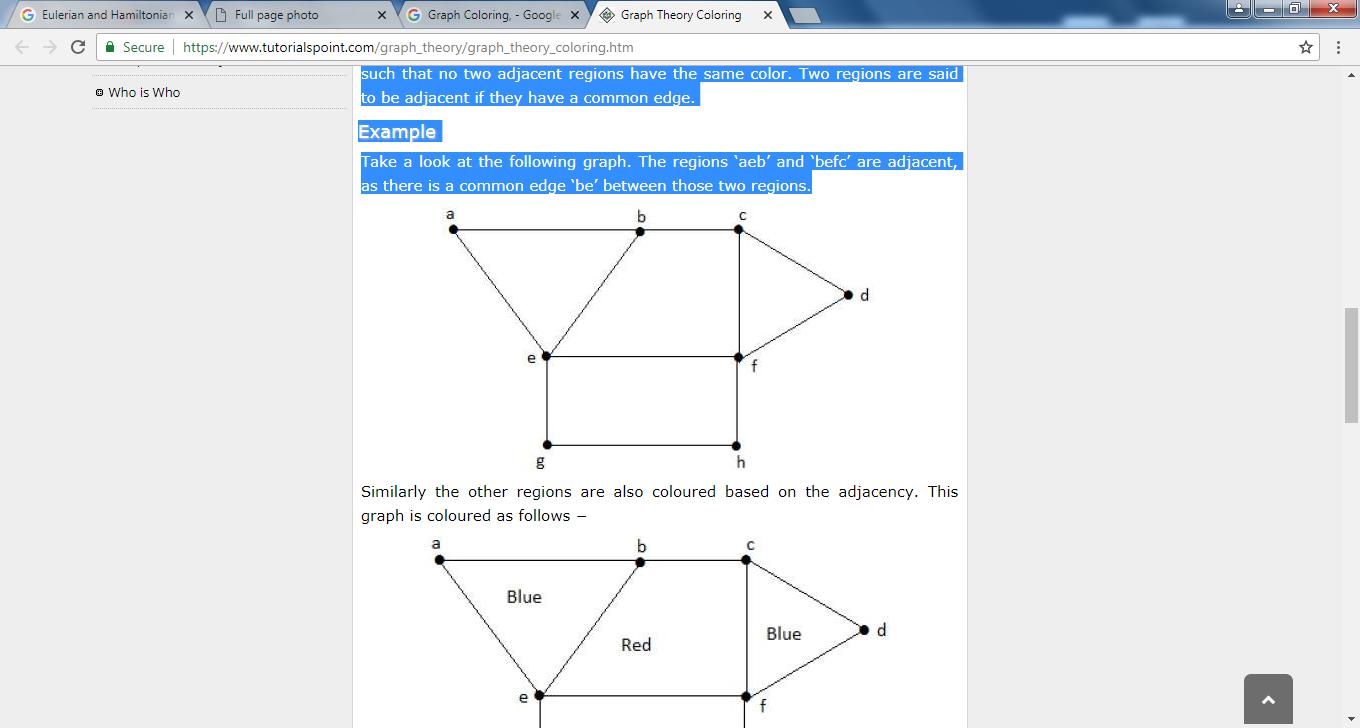 Eulerian and Hamiltonian
Full page photo
Graph Coloring, - Google
Graph Theory Coloring
Secure
https://www.tutorialspoint.com/graph_theory/graph_theory_coloring.htm
Who is Who
such that no two adjacent regions have the same color. Two regions are said
to be adjacent if they have a common edge.
Example
Take a look at the following graph. The regions ‘aeb’ and ‘befc’ are adjacent,
as there is a common edge ‘be’ between those two regions.
a b c
d
e f
g h
Similarly the other regions are also coloured based on the adjacency. This
graph is coloured as follows −
a b c
Blue
Red Blue d
e f